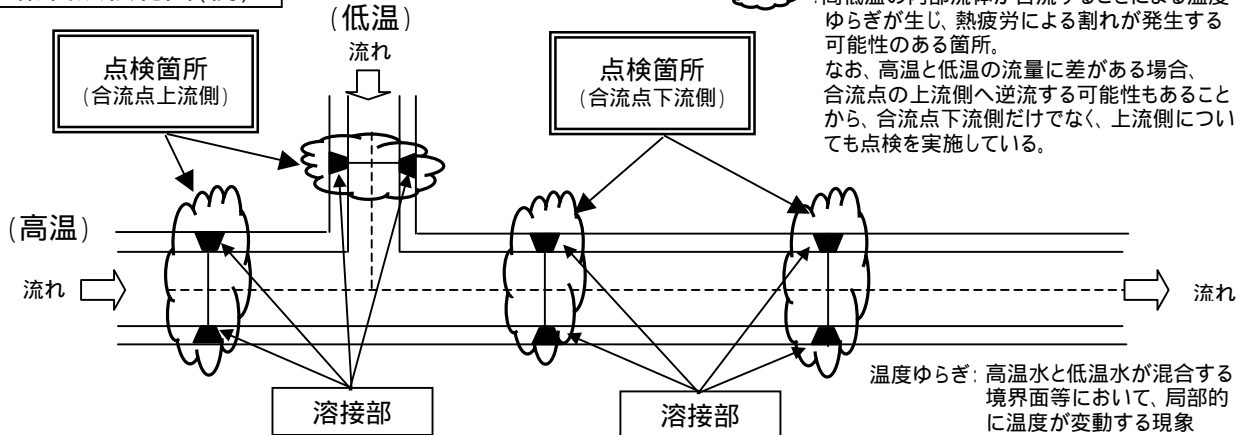 (低温)
流れ
点検箇所
(合流点上流側)
点検箇所
(合流点下流側)
ゆらぎが生じ、熱疲労による割れが発生する
可能性のある箇所。
なお、高温と低温の流量に差がある場合、
合流点の上流側へ逆流する可能性もあること
から、合流点下流側だけでなく、上流側につい
ても点検を実施している。
(高温)
流れ
流れ
溶接部
溶接部
温度ゆらぎ: 高温水と低温水が混合する
境界面等において、局部的
に温度が変動する現象